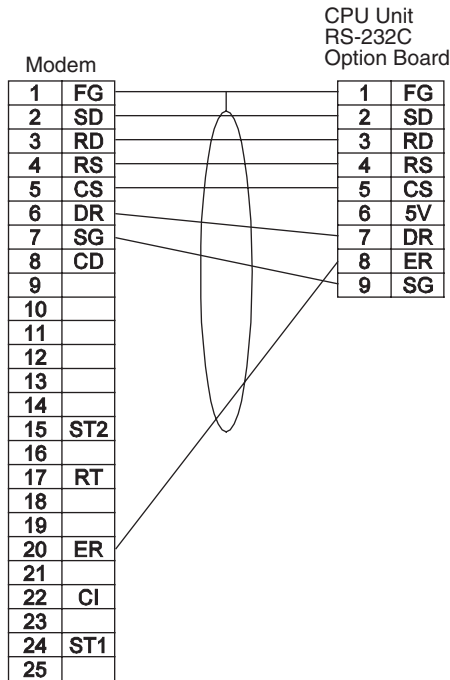 CPU Unit
RS-232C
Option Board
Modem
1 FG 1 FG
2 SD 2 SD
3 RD 3 RD
4 RS 4 RS
5 CS 5 CS
6 DR 6 5V
7 SG 7 DR
8 CD 8 ER
9 9 SG
10
11
12
13
14
15 ST2
16
17 RT
18
19
20 ER
21
22 CI
23
24 ST1
25